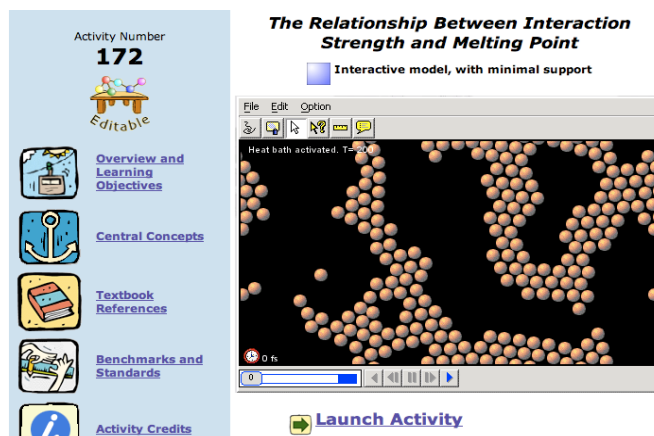 Activity Number
172
Editable
Overview and
Learning
Objectives
Central Concepts
Textbook
References
Benchmarks and
Standards
Activity Credits
The Relationship Between Interaction
Strength and Melting Point
Interactive model, with minimal support
File Edit Option
Heat bath activated. T= 200
0 fs
0
Launch Activity